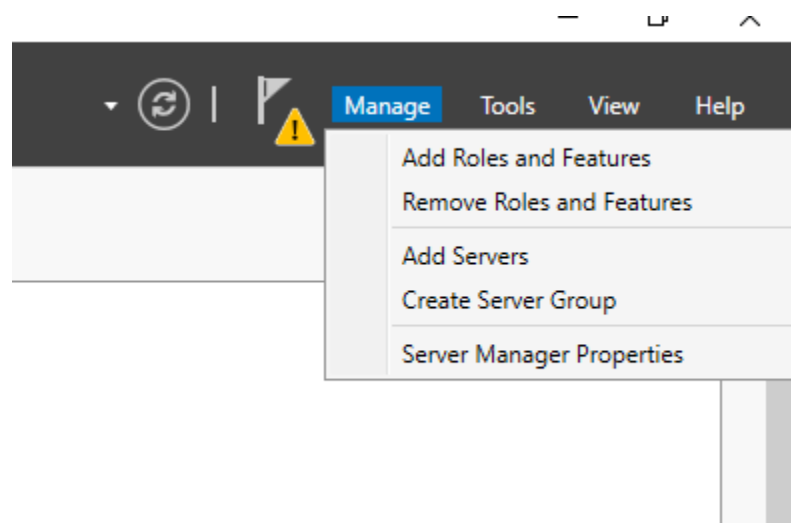 Manage Tools View Help
Add Roles and Features
Remove Roles and Features
Add Servers
Create Server Group
Server Manager Properties